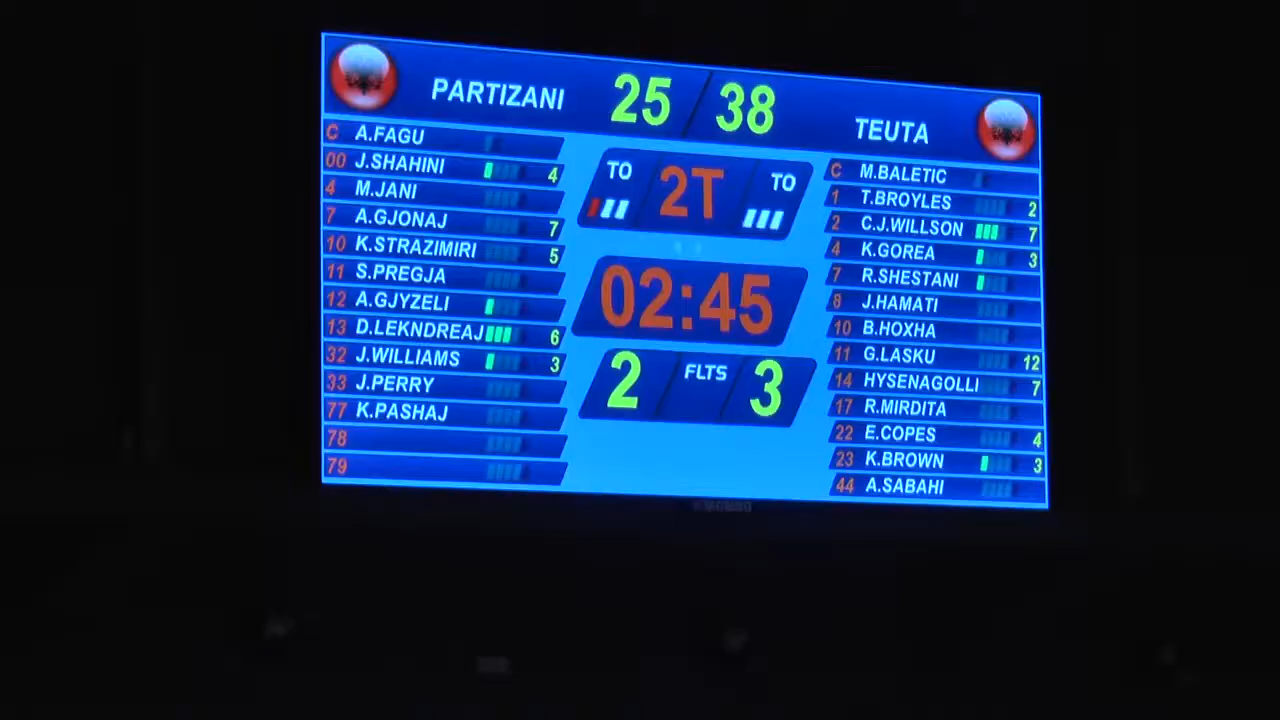 PARTIZANI 25 / 38 TEUTA
C A.FAGU
00 J.SHAHINI 4
4 M.JANI
7 A.GJONAJ 7
10 K.STRAZIMIRI 5
11 S.PREGJA
12 A.GJYZELI
13 D.LEKNDREAJ 6
32 J.WILLIAMS 3
33 J.PERRY
77 K.PASHAJ
78
79
TO 2T TO
02:45
2 FLTS 3
C M.BALETIC
1 T.BROYLES 2
2 C.J.WILLSON 7
4 K.GOREA 3
7 R.SHESTANI
8 J.HAMATI
10 B.HOXHA
11 G.LASKU 12
14 HYSENAGOLLI 7
17 R.MIRDITA
22 E.COPES 4
23 K.BROWN 3
44 A.SABAHI